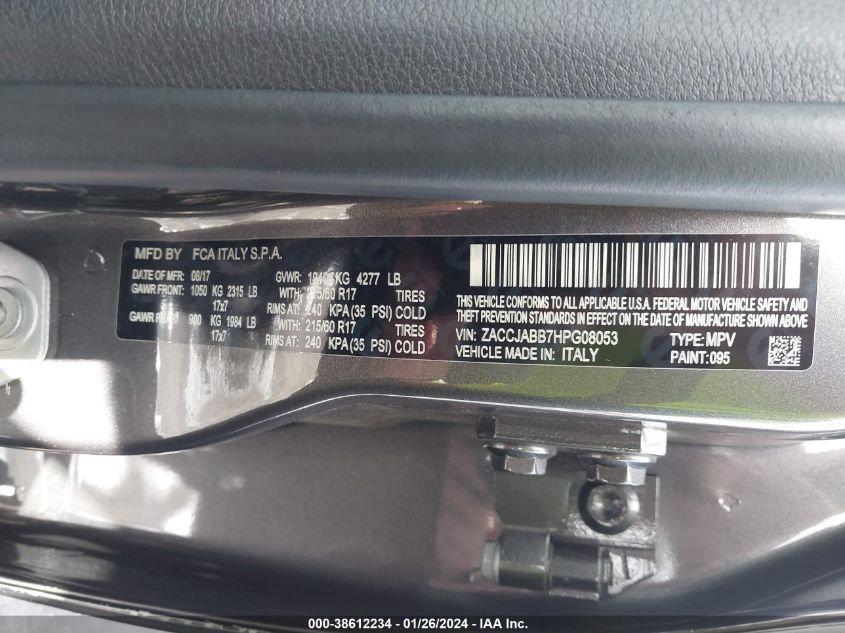 MFD BY FCA ITALY S.P.A.
DATE OF MFR: 08/17 GVWR: KG 4277 LB
GAWR FRONT: 1050 KG 2315 LB WITH: 215/60 R17 TIRES
17x7 RIMS AT: 240 KPA (35 PSI) COLD
GAWR 900 KG 1984 LB WITH: 215/60 R17 TIRES
17x7 RIMS AT: 240 KPA (35 PSI) COLD
THIS VEHICLE CONFORMS TO ALL APPLICABLE U.S.A. FEDERAL MOTOR VEHICLE SAFETY AND
THEFT PREVENTION STANDARDS IN EFFECT ON THE DATE OF MANUFACTURE SHOWN ABOVE.
VIN: ZACCJABB7HPG08053 TYPE: MPV
VEHICLE MADE IN: ITALY PAINT: 095
000-38612234 / 01/26/2024 - IAA Inc.